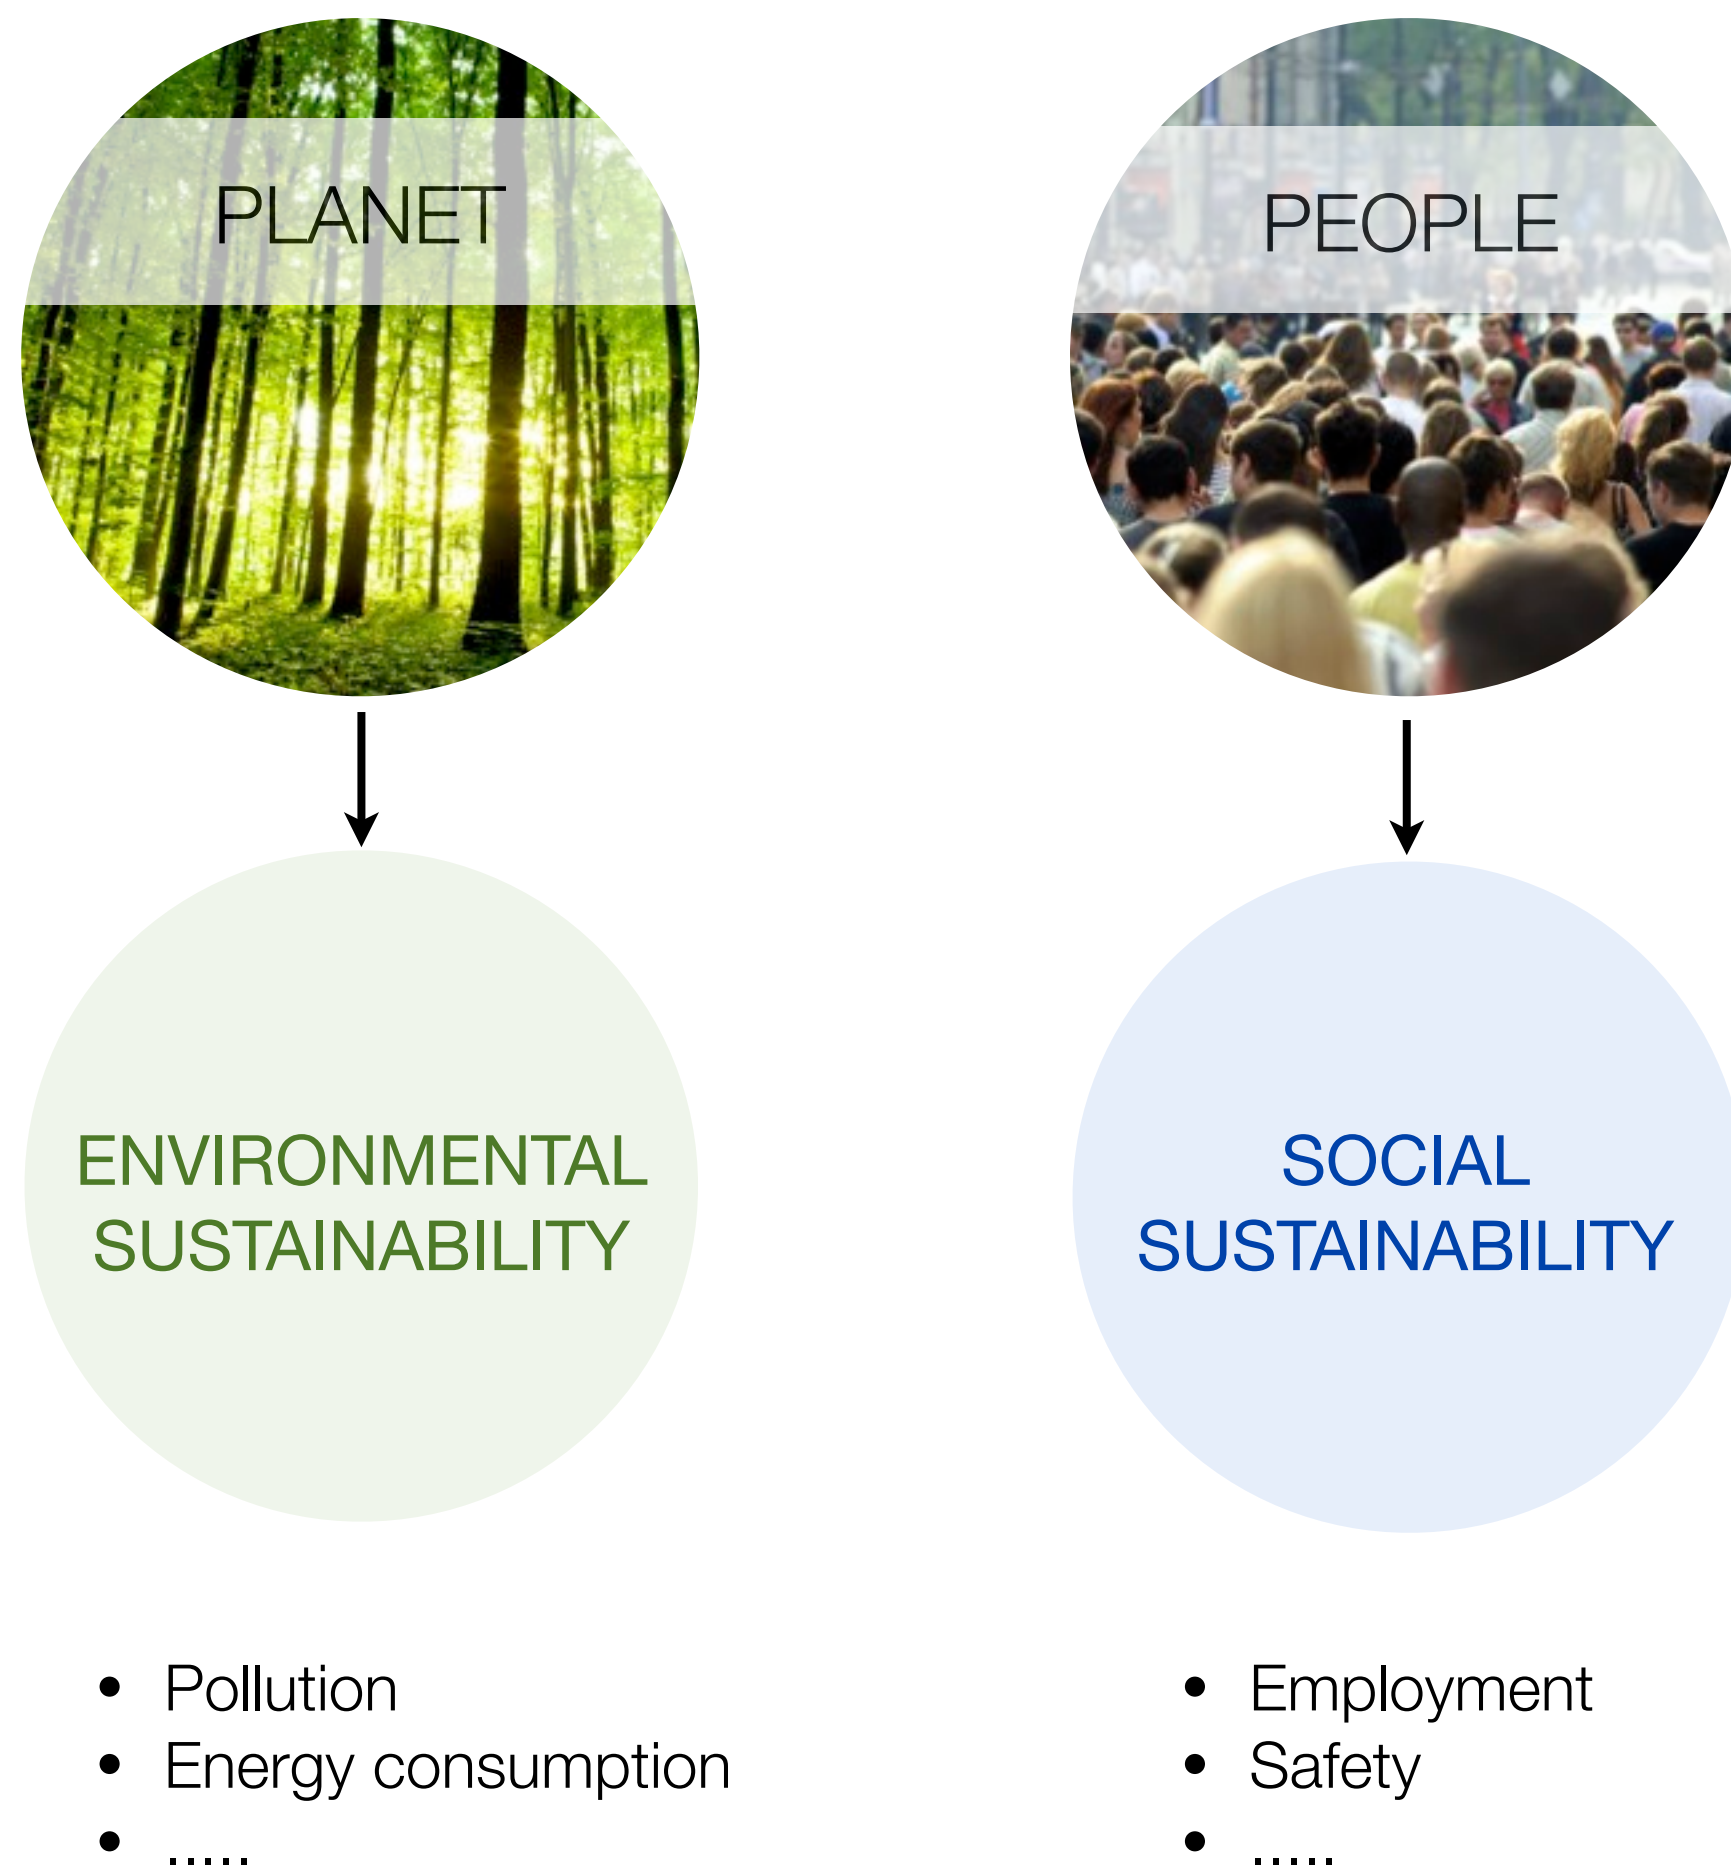 PLANET
PEOPLE
ENVIRONMENTAL
SUSTAINABILITY
SOCIAL
SUSTAINABILITY
• Pollution
• Energy consumption
• .....
• Employment
• Safety
• .....